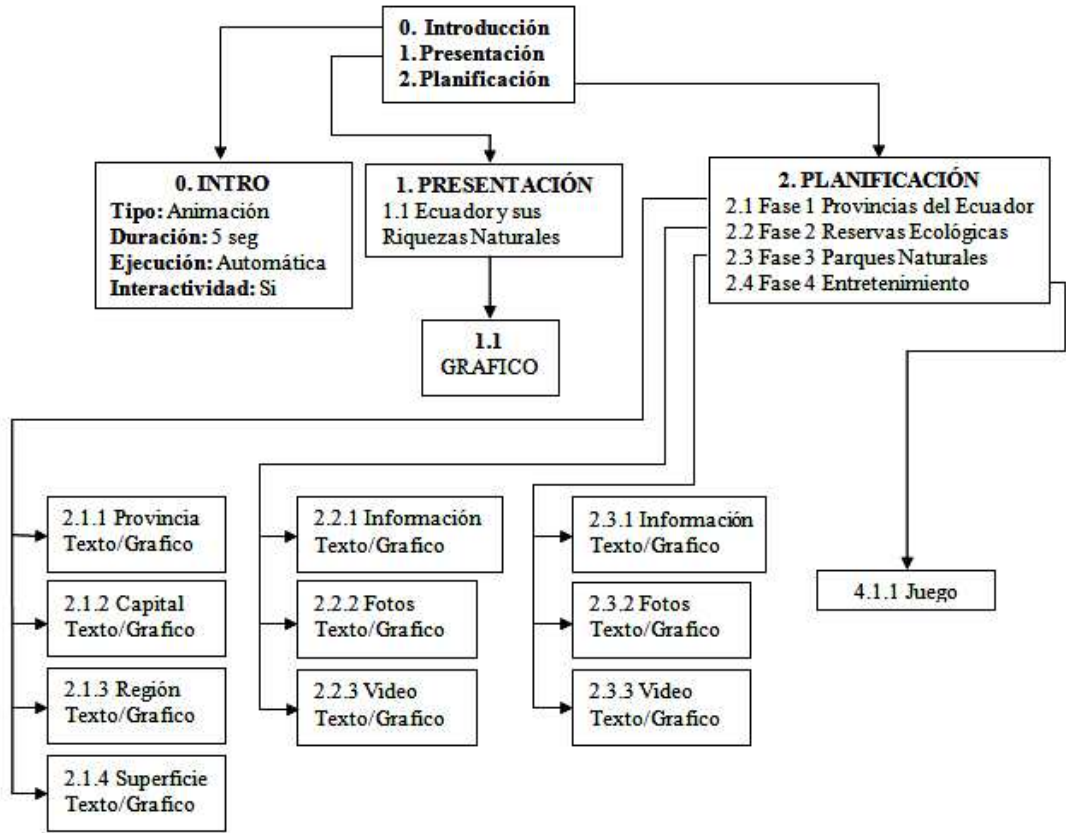 0. Introducción
1. Presentación
2. Planificación
0. INTRO
Tipo: Animación
Duración: 5 seg
Ejecución: Automática
Interactividad: Si
1. PRESENTACIÓN
1.1 Ecuador y sus
Riquezas Naturales
2. PLANIFICACIÓN
2.1 Fase 1 Provincias del Ecuador
2.2 Fase 2 Reservas Ecológicas
2.3 Fase 3 Parques Naturales
2.4 Fase 4 Entretenimiento
1.1
GRAFICO
2.1.1 Provincia
Texto/Grafico
2.1.2 Capital
Texto/Grafico
2.1.3 Región
Texto/Grafico
2.1.4 Superficie
Texto/Grafico
2.2.1 Información
Texto/Grafico
2.2.2 Fotos
Texto/Grafico
2.2.3 Video
Texto/Grafico
2.3.1 Información
Texto/Grafico
2.3.2 Fotos
Texto/Grafico
2.3.3 Video
Texto/Grafico
4.1.1 Juego